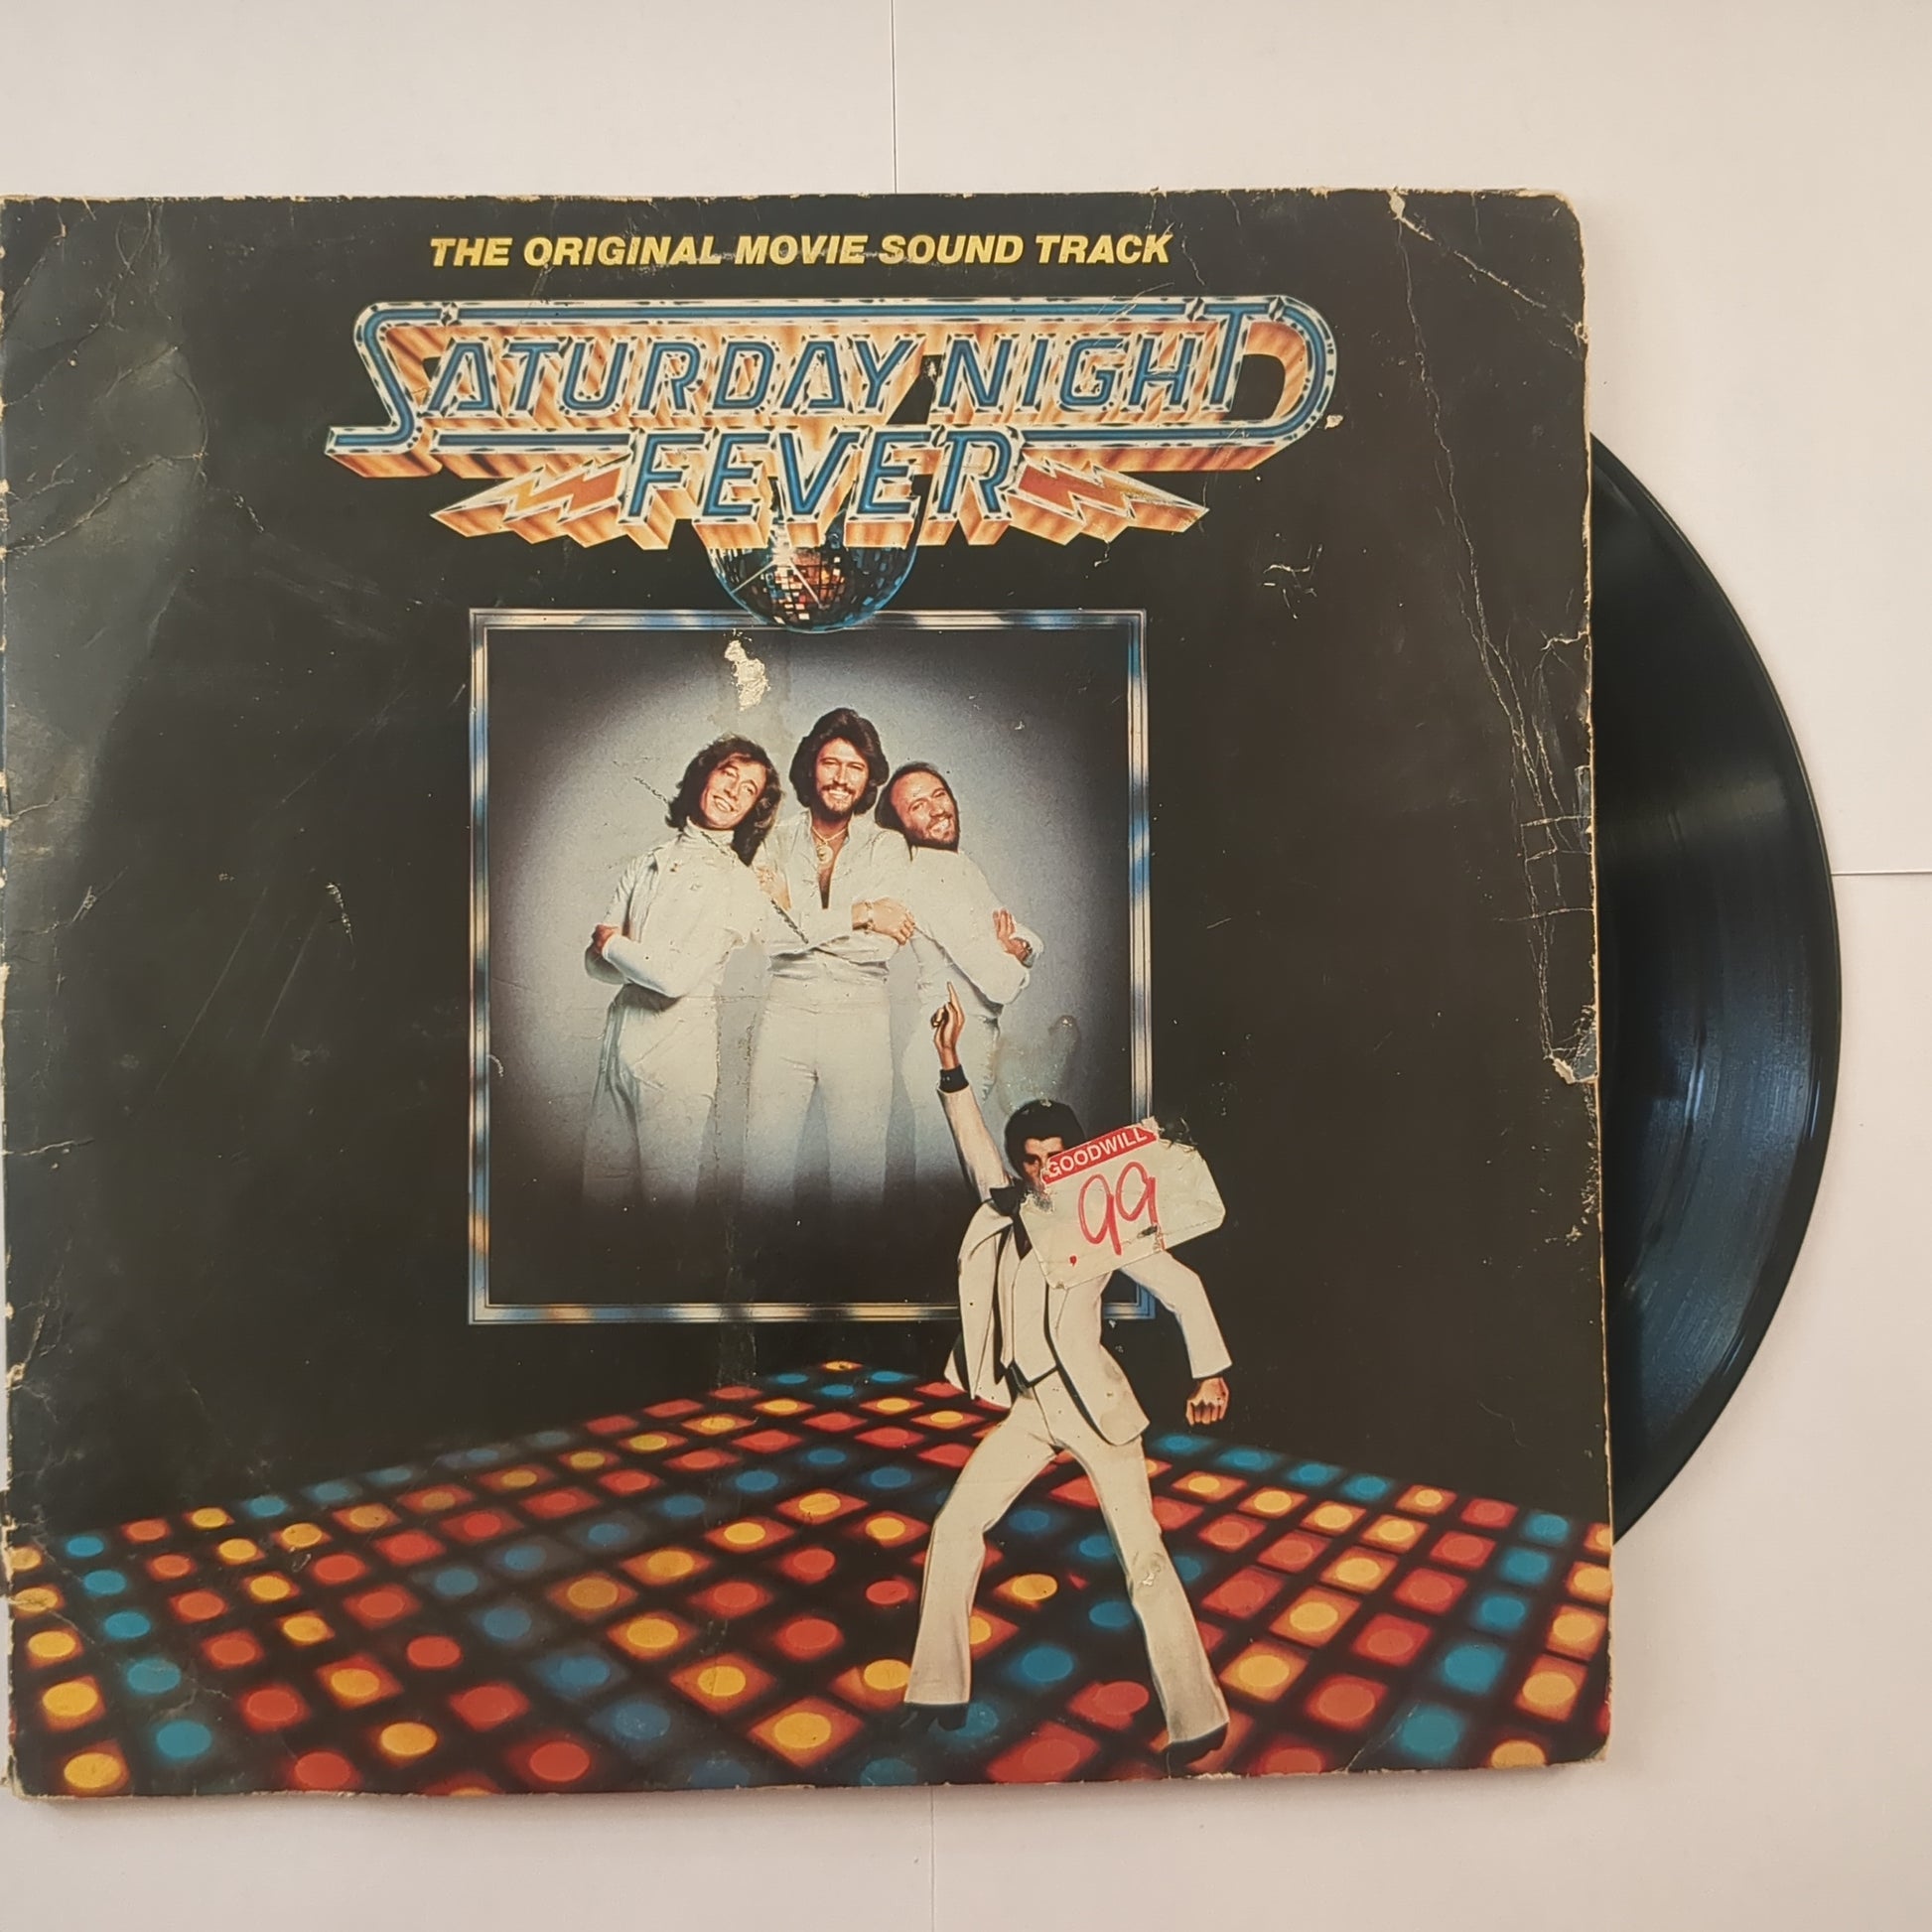 THE ORIGINAL MOVIE SOUND TRACK
SATURDAY NIGHT
FEVER
GOODWILL
.99